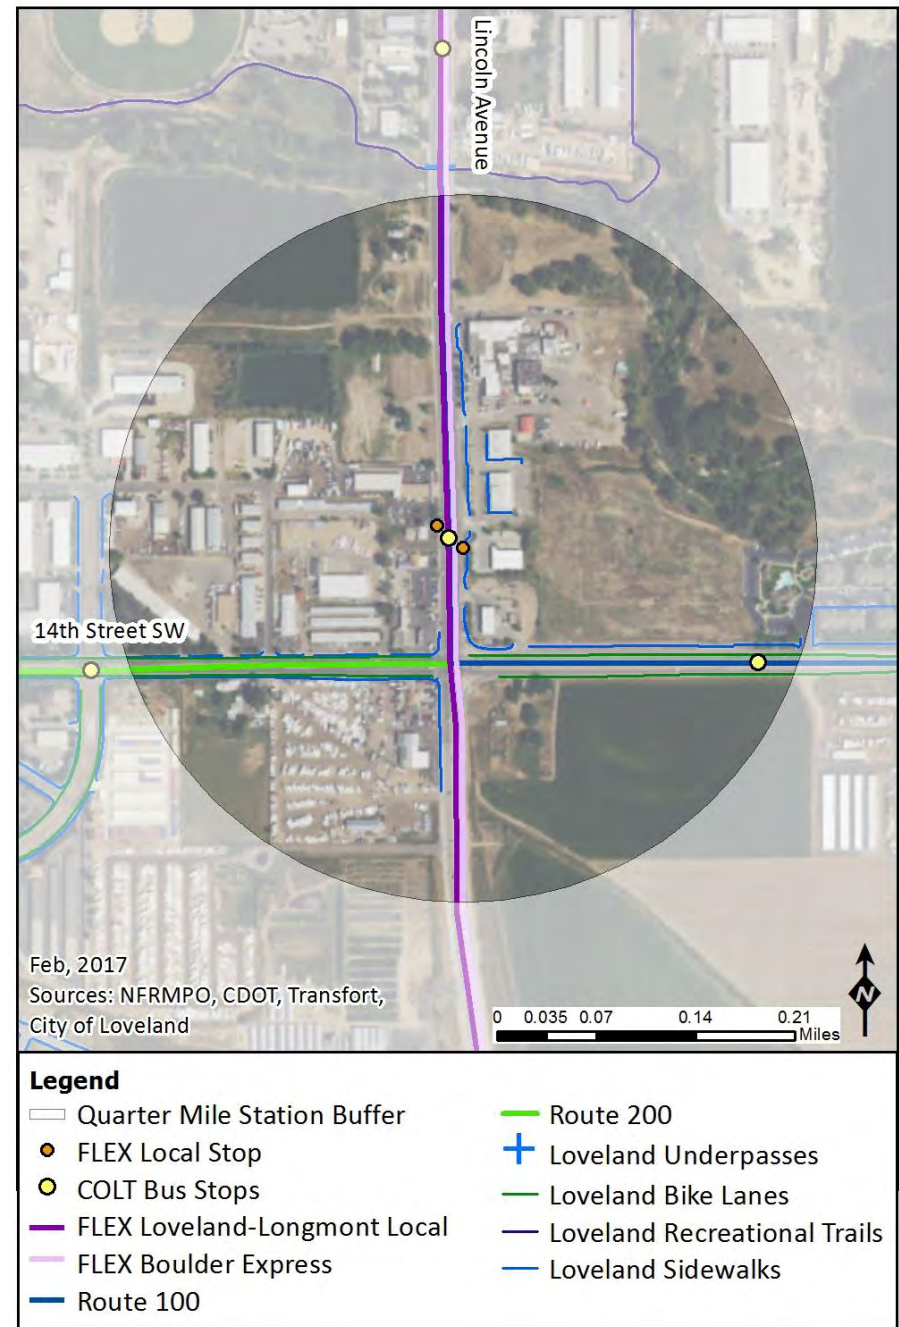 Lincoln Avenue
14th Street SW
Feb, 2017
Sources: NFRMPO, CDOT, Transfort,
City of Loveland
0 0.035 0.07 0.14 0.21
Miles
N
Legend
Quarter Mile Station Buffer
FLEX Local Stop
COLT Bus Stops
FLEX Loveland-Longmont Local
FLEX Boulder Express
Route 100
Route 200
Loveland Underpasses
Loveland Bike Lanes
Loveland Recreational Trails
Loveland Sidewalks